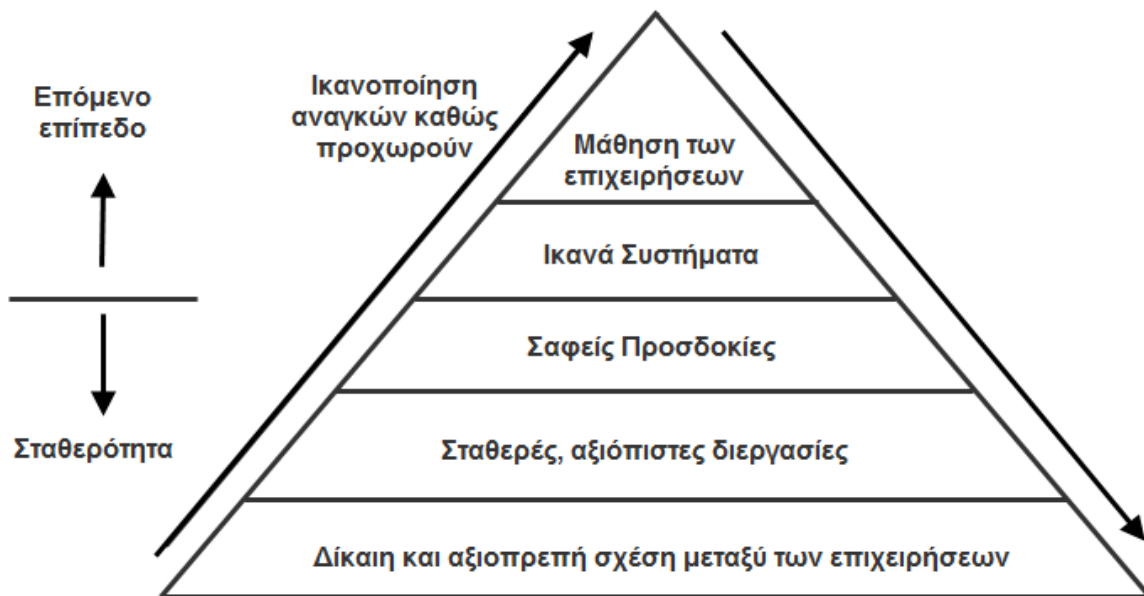 Επόμενο
επίπεδο
Σταθερότητα
Ικανοποίηση
αναγκών καθώς
προχωρούν
Μάθηση των
επιχειρήσεων
Ικανά Συστήματα
Σαφείς Προσδοκίες
Σταθερές, αξιόπιστες διεργασίες
Δίκαιη και αξιοπρεπή σχέση μεταξύ των επιχειρήσεων